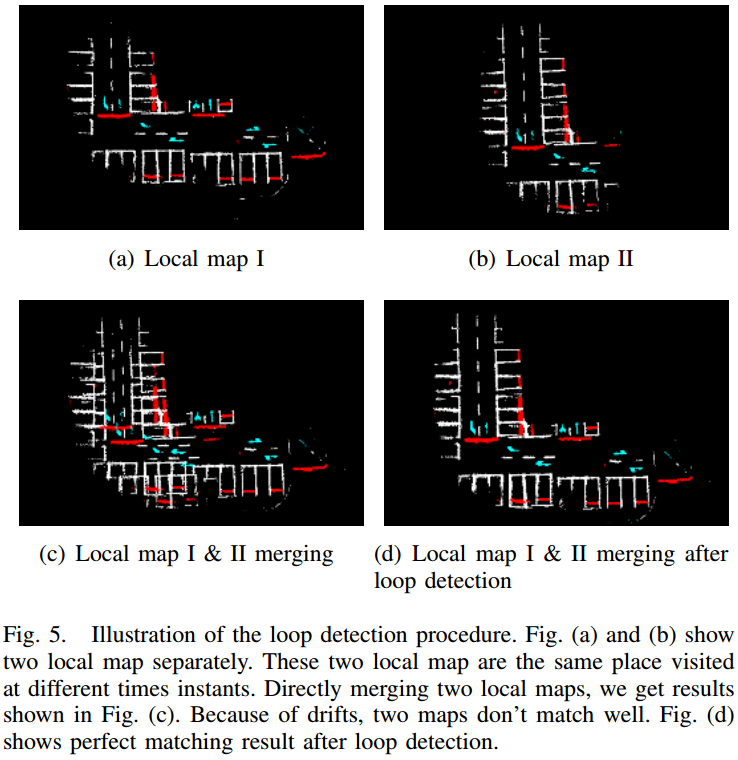 (a) Local map I
(b) Local map II
(c) Local map I & II merging
(d) Local map I & II merging after
loop detection
Fig. 5. Illustration of the loop detection procedure. Fig. (a) and (b) show
two local map separately. These two local map are the same place visited
at different times instants. Directly merging two local maps, we get results
shown in Fig. (c). Because of drifts, two maps don't match well. Fig. (d)
shows perfect matching result after loop detection.